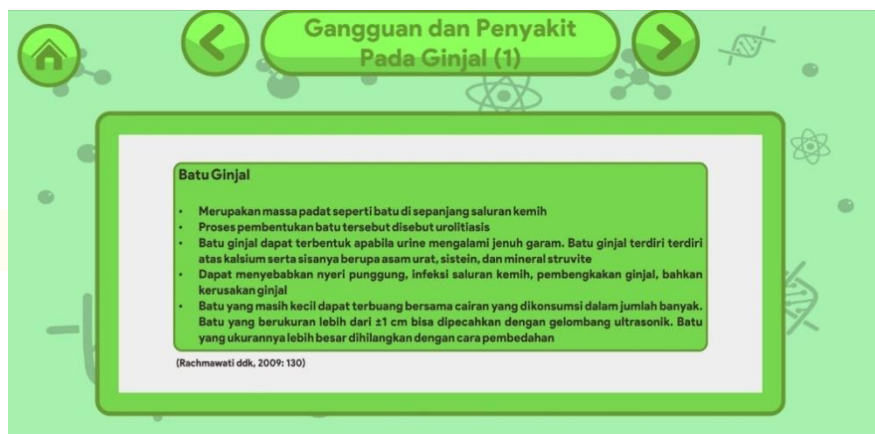 Gangguan dan Penyakit
Pada Ginjal (1)
Batu Ginjal
• Merupakan massa padat seperti batu di sepanjang saluran kemih
• Proses pembentukan batu tersebut disebut urolitiasis
• Batu ginjal dapat terbentuk apabila urine mengalami jenuh garam. Batu ginjal terdiri terdiri
atas kalsium serta sisanya berupa asam urat, sistein, dan mineral struvite
• Dapat menyebabkan nyeri punggung, infeksi saluran kemih, pembengkakan ginjal, bahkan
kerusakan ginjal
• Batu yang masih kecil dapat terbuang bersama cairan yang dikonsumsi dalam jumlah banyak.
Batu yang berukuran lebih dari ±1 cm bisa dipecahkan dengan gelombang ultrasonik. Batu
yang ukurannya lebih besar dihilangkan dengan cara pembedahan
(Rachmawati ddk, 2009: 130)